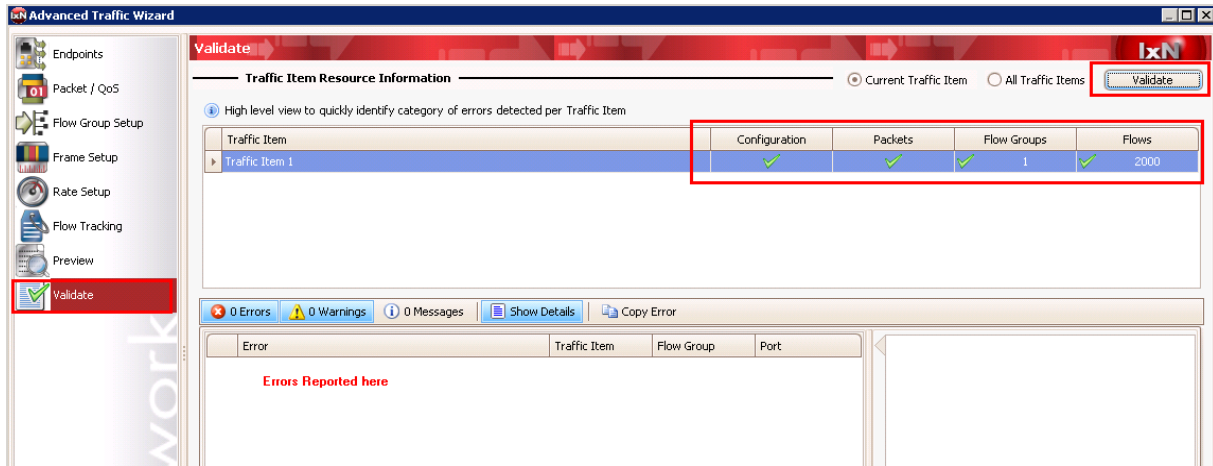 IxN Advanced Traffic Wizard
Endpoints
Packet / QoS
Flow Group Setup
Frame Setup
Rate Setup
Flow Tracking
Preview
Validate
work
Validate
IxN
Traffic Item Resource Information
Current Traffic Item
All Traffic Items
Validate
High level view to quickly identify category of errors detected per Traffic Item
Traffic Item Configuration Packets Flow Groups Flows
Traffic Item 1 1 2000
0 Errors 0 Warnings 0 Messages Show Details Copy Error
Error Traffic Item Flow Group Port
Errors Reported here